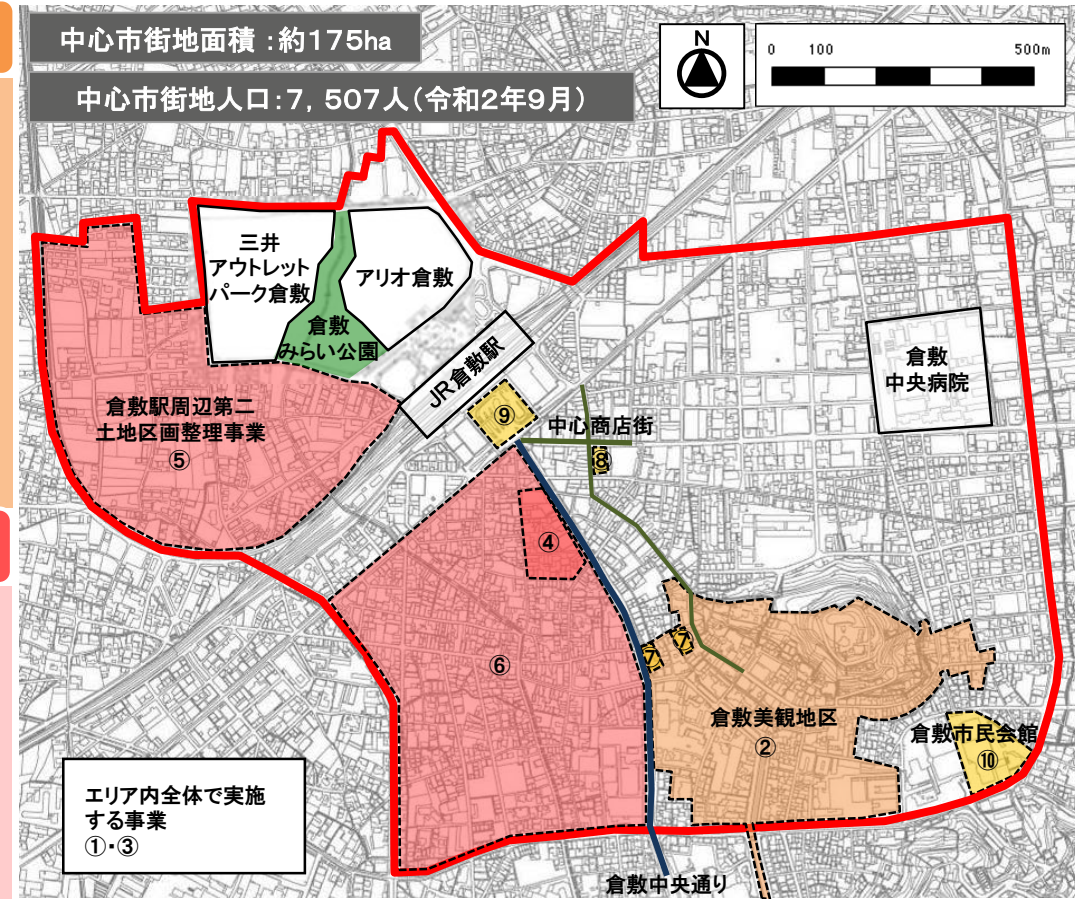 中心市街地面積：約175ha
中心市街地人口：7，507人（令和2年9月）
N
0 100 500m
三井
アウトレット
パーク倉敷
アリオ倉敷
倉敷
みらい公園
JR倉敷駅
倉敷
中央病院
倉敷駅周辺第二
土地区画整理事業
⑤
⑨
中心商店街
⑧
④
⑥
⑦
⑦
倉敷美観地区
②
倉敷市民会館
⑩
エリア内全体で実施
する事業
①・③
倉敷中央通り